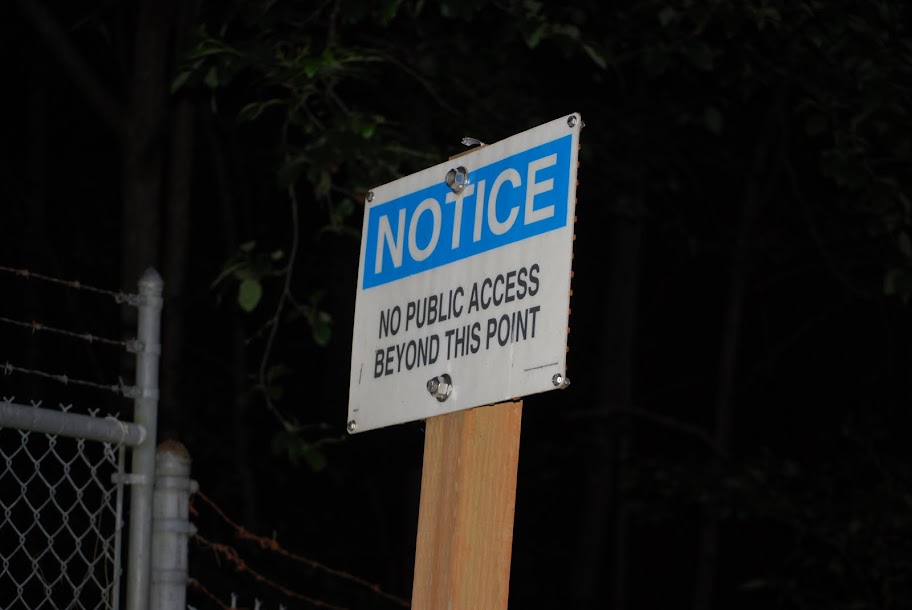 NOTICE
NO PUBLIC ACCESS
BEYOND THIS POINT